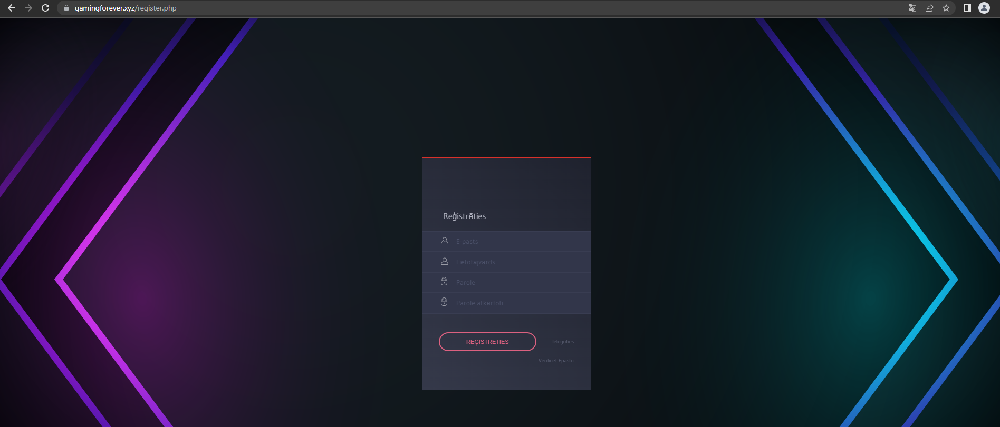 gamingforever.xyz/register.php
Reģistrēties
E-pasts
Lietotājvārds
Parole
Parole atkārtoti
REĢISTRĒTIES
Ielogoties
Verificēt Epastu